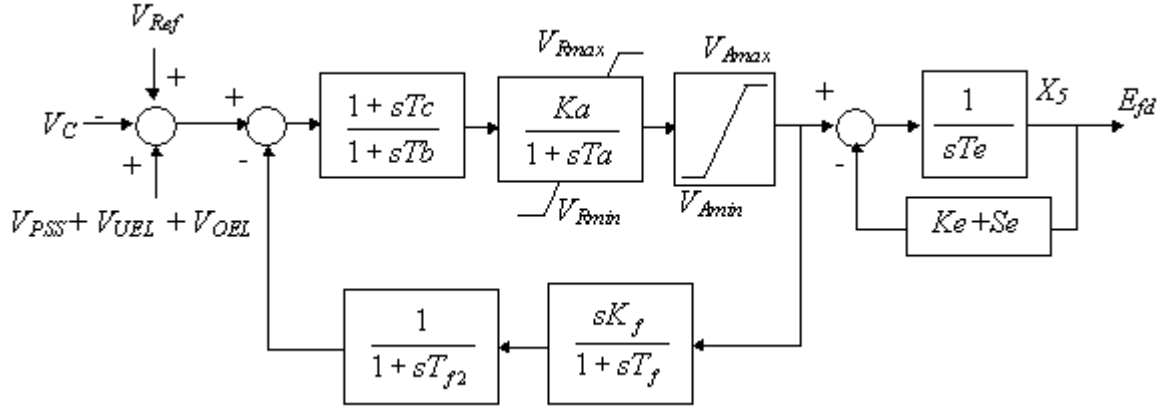 V_Ref
+
V_C
-
+
V_PSS + V_UEL + V_OEL
+
-
1 + sTc
1 + sTb
V_Rmax
Ka
1 + sTa
V_Rmin
V_Amax
V_Amin
+
-
1
sTe
X_5
E_fd
Ke + Se
1
1 + sT_f2
sK_f
1 + sT_f